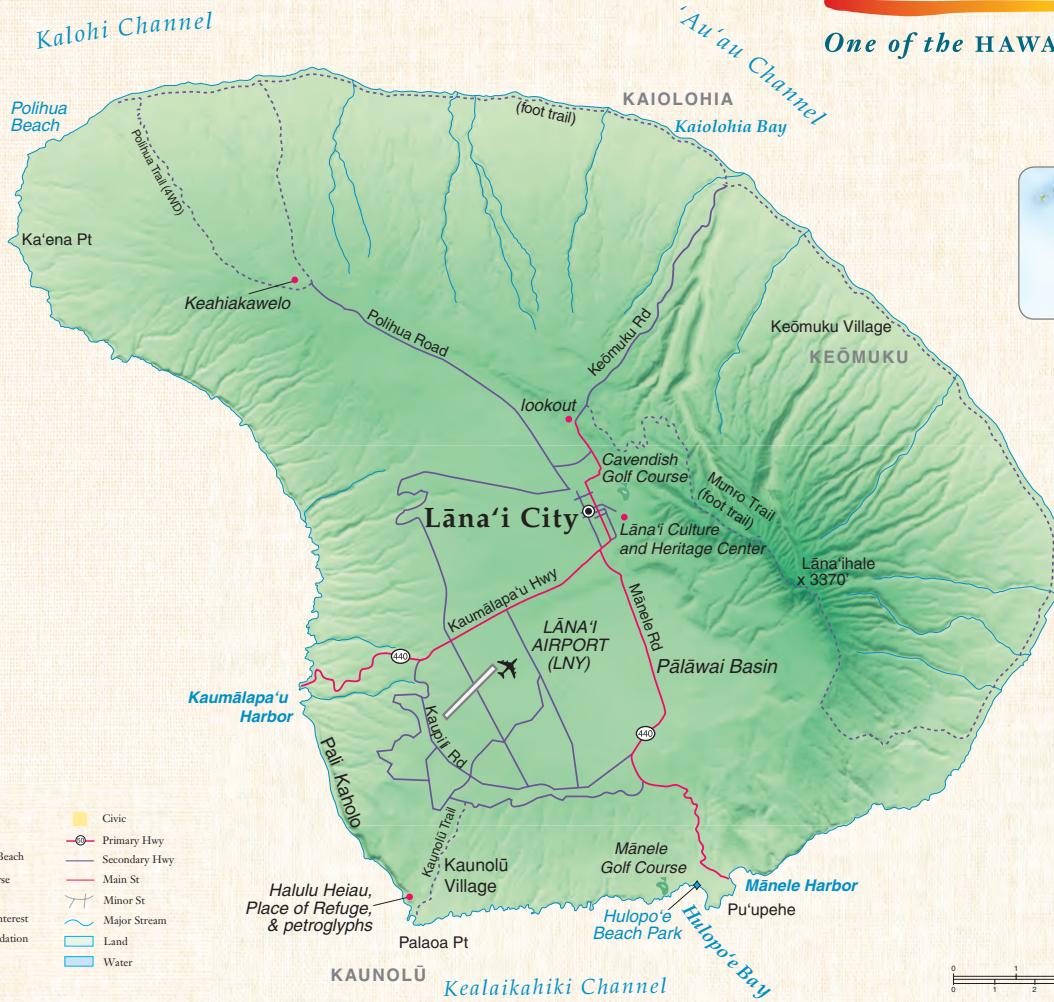 Kalohi Channel
ʻAuʻau Channel
One of the HAWA
Polihua
Beach
KAIOLOHIA
(foot trail)
Kaiolohia Bay
Polihua Trail (4WD)
Kaʻena Pt
Keahiakawelo
Polihua Road
Keōmuku Rd
Keōmuku Village
KEŌMUKU
lookout
Cavendish
Golf Course
Munro Trail
(foot trail)
Lānaʻi City
Lānaʻi Culture
and Heritage Center
Lānaʻihale
x 3370'
Kaumālapaʻu Hwy
LĀNAʻI
AIRPORT
(LNY)
Mānele Rd
Pālāwai Basin
440
Kaumālapaʻu
Harbor
Kaupili Rd
440
Pali Kaholo
Kaunolū Trail
Kaunolū
Village
Mānele
Golf Course
Mānele Harbor
Halulu Heiau,
Place of Refuge,
& petroglyphs
Hulopoʻe
Beach Park
Puʻupehe
Hulopoʻe Bay
Palaoa Pt
KAUNOLŪ
Kealaikahiki Channel
Civic
50 Primary Hwy
Beach
Secondary Hwy
rse
Main St
Minor St
nterest
Major Stream
dation
Land
Water
0 1
0 1 2